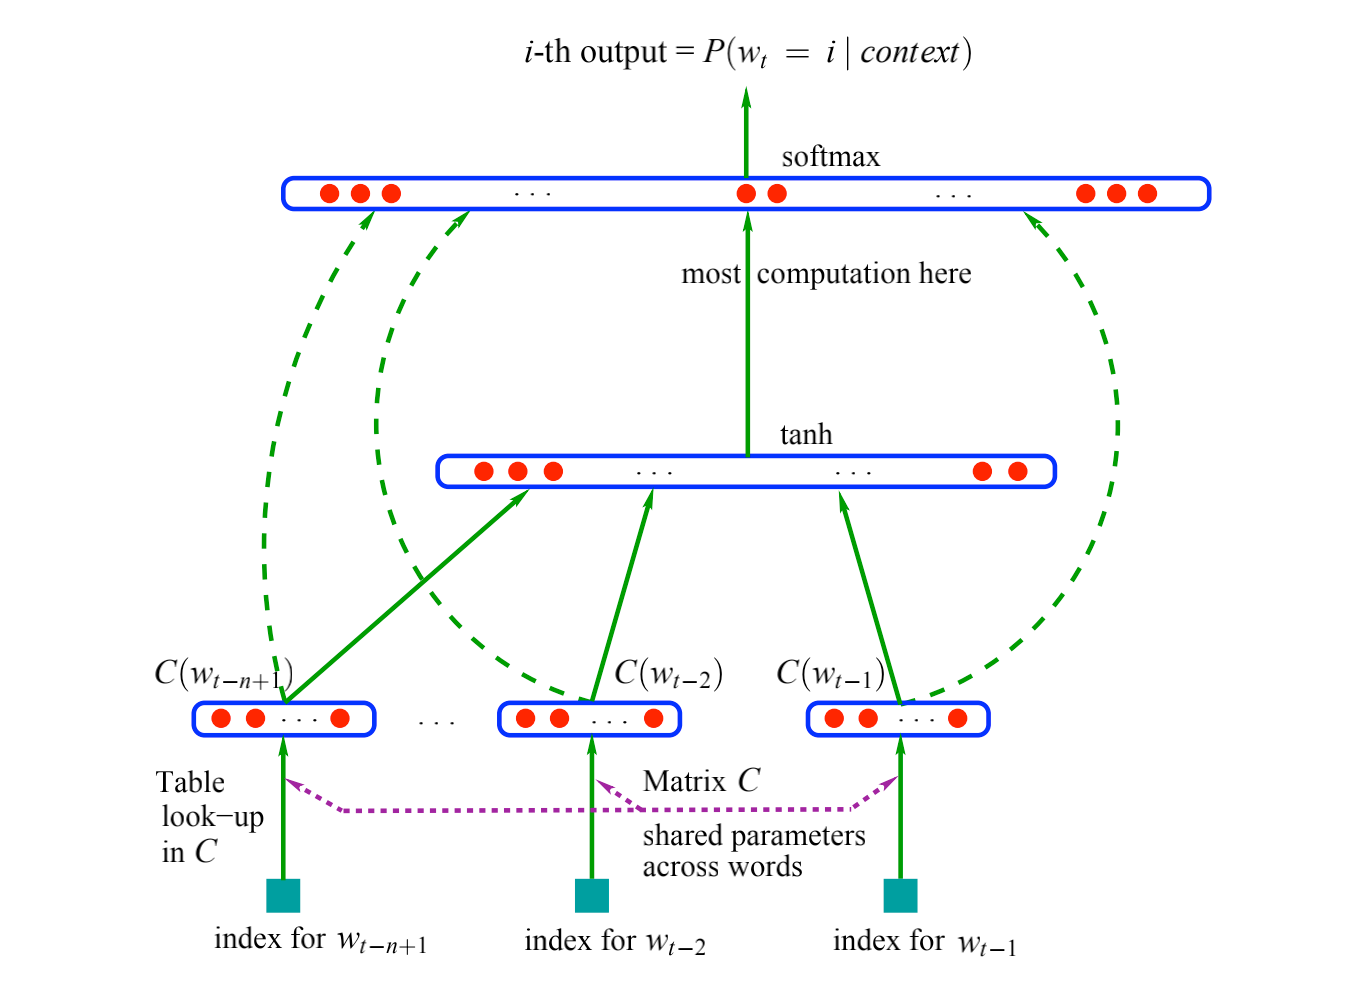 i-th output = P(w_t = i | context)
softmax
. . .
. . .
most computation here
tanh
. . .
. . .
C(w_{t−n+1})
C(w_{t−2})
C(w_{t−1})
. . .
. . .
. . .
. . .
Table
look−up
in C
Matrix C
shared parameters
across words
index for w_{t−n+1}
index for w_{t−2}
index for w_{t−1}